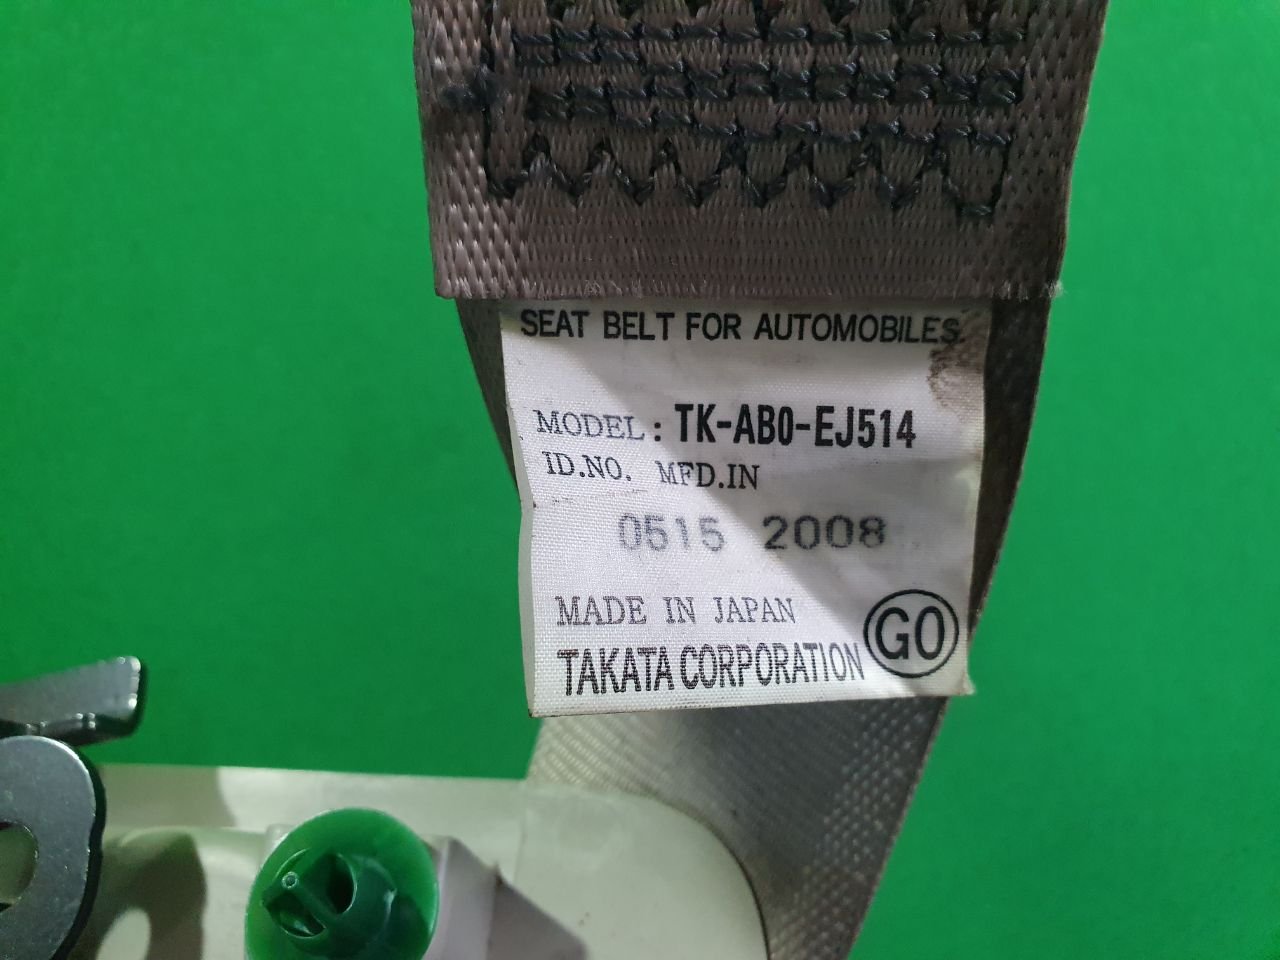 SEAT BELT FOR AUTOMOBILES
MODEL: TK-AB0-EJ514
ID.NO. MFD.IN
0515 2008
MADE IN JAPAN
TAKATA CORPORATION GO